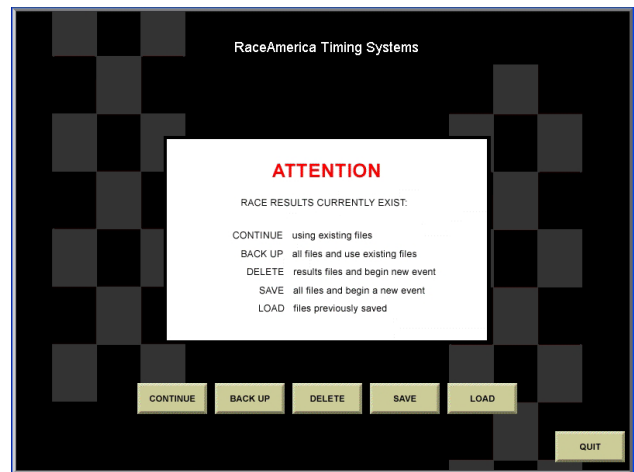 RaceAmerica Timing Systems
ATTENTION
RACE RESULTS CURRENTLY EXIST:
CONTINUE using existing files
BACK UP all files and use existing files
DELETE results files and begin new event
SAVE all files and begin a new event
LOAD files previously saved
CONTINUE BACK UP DELETE SAVE LOAD
QUIT